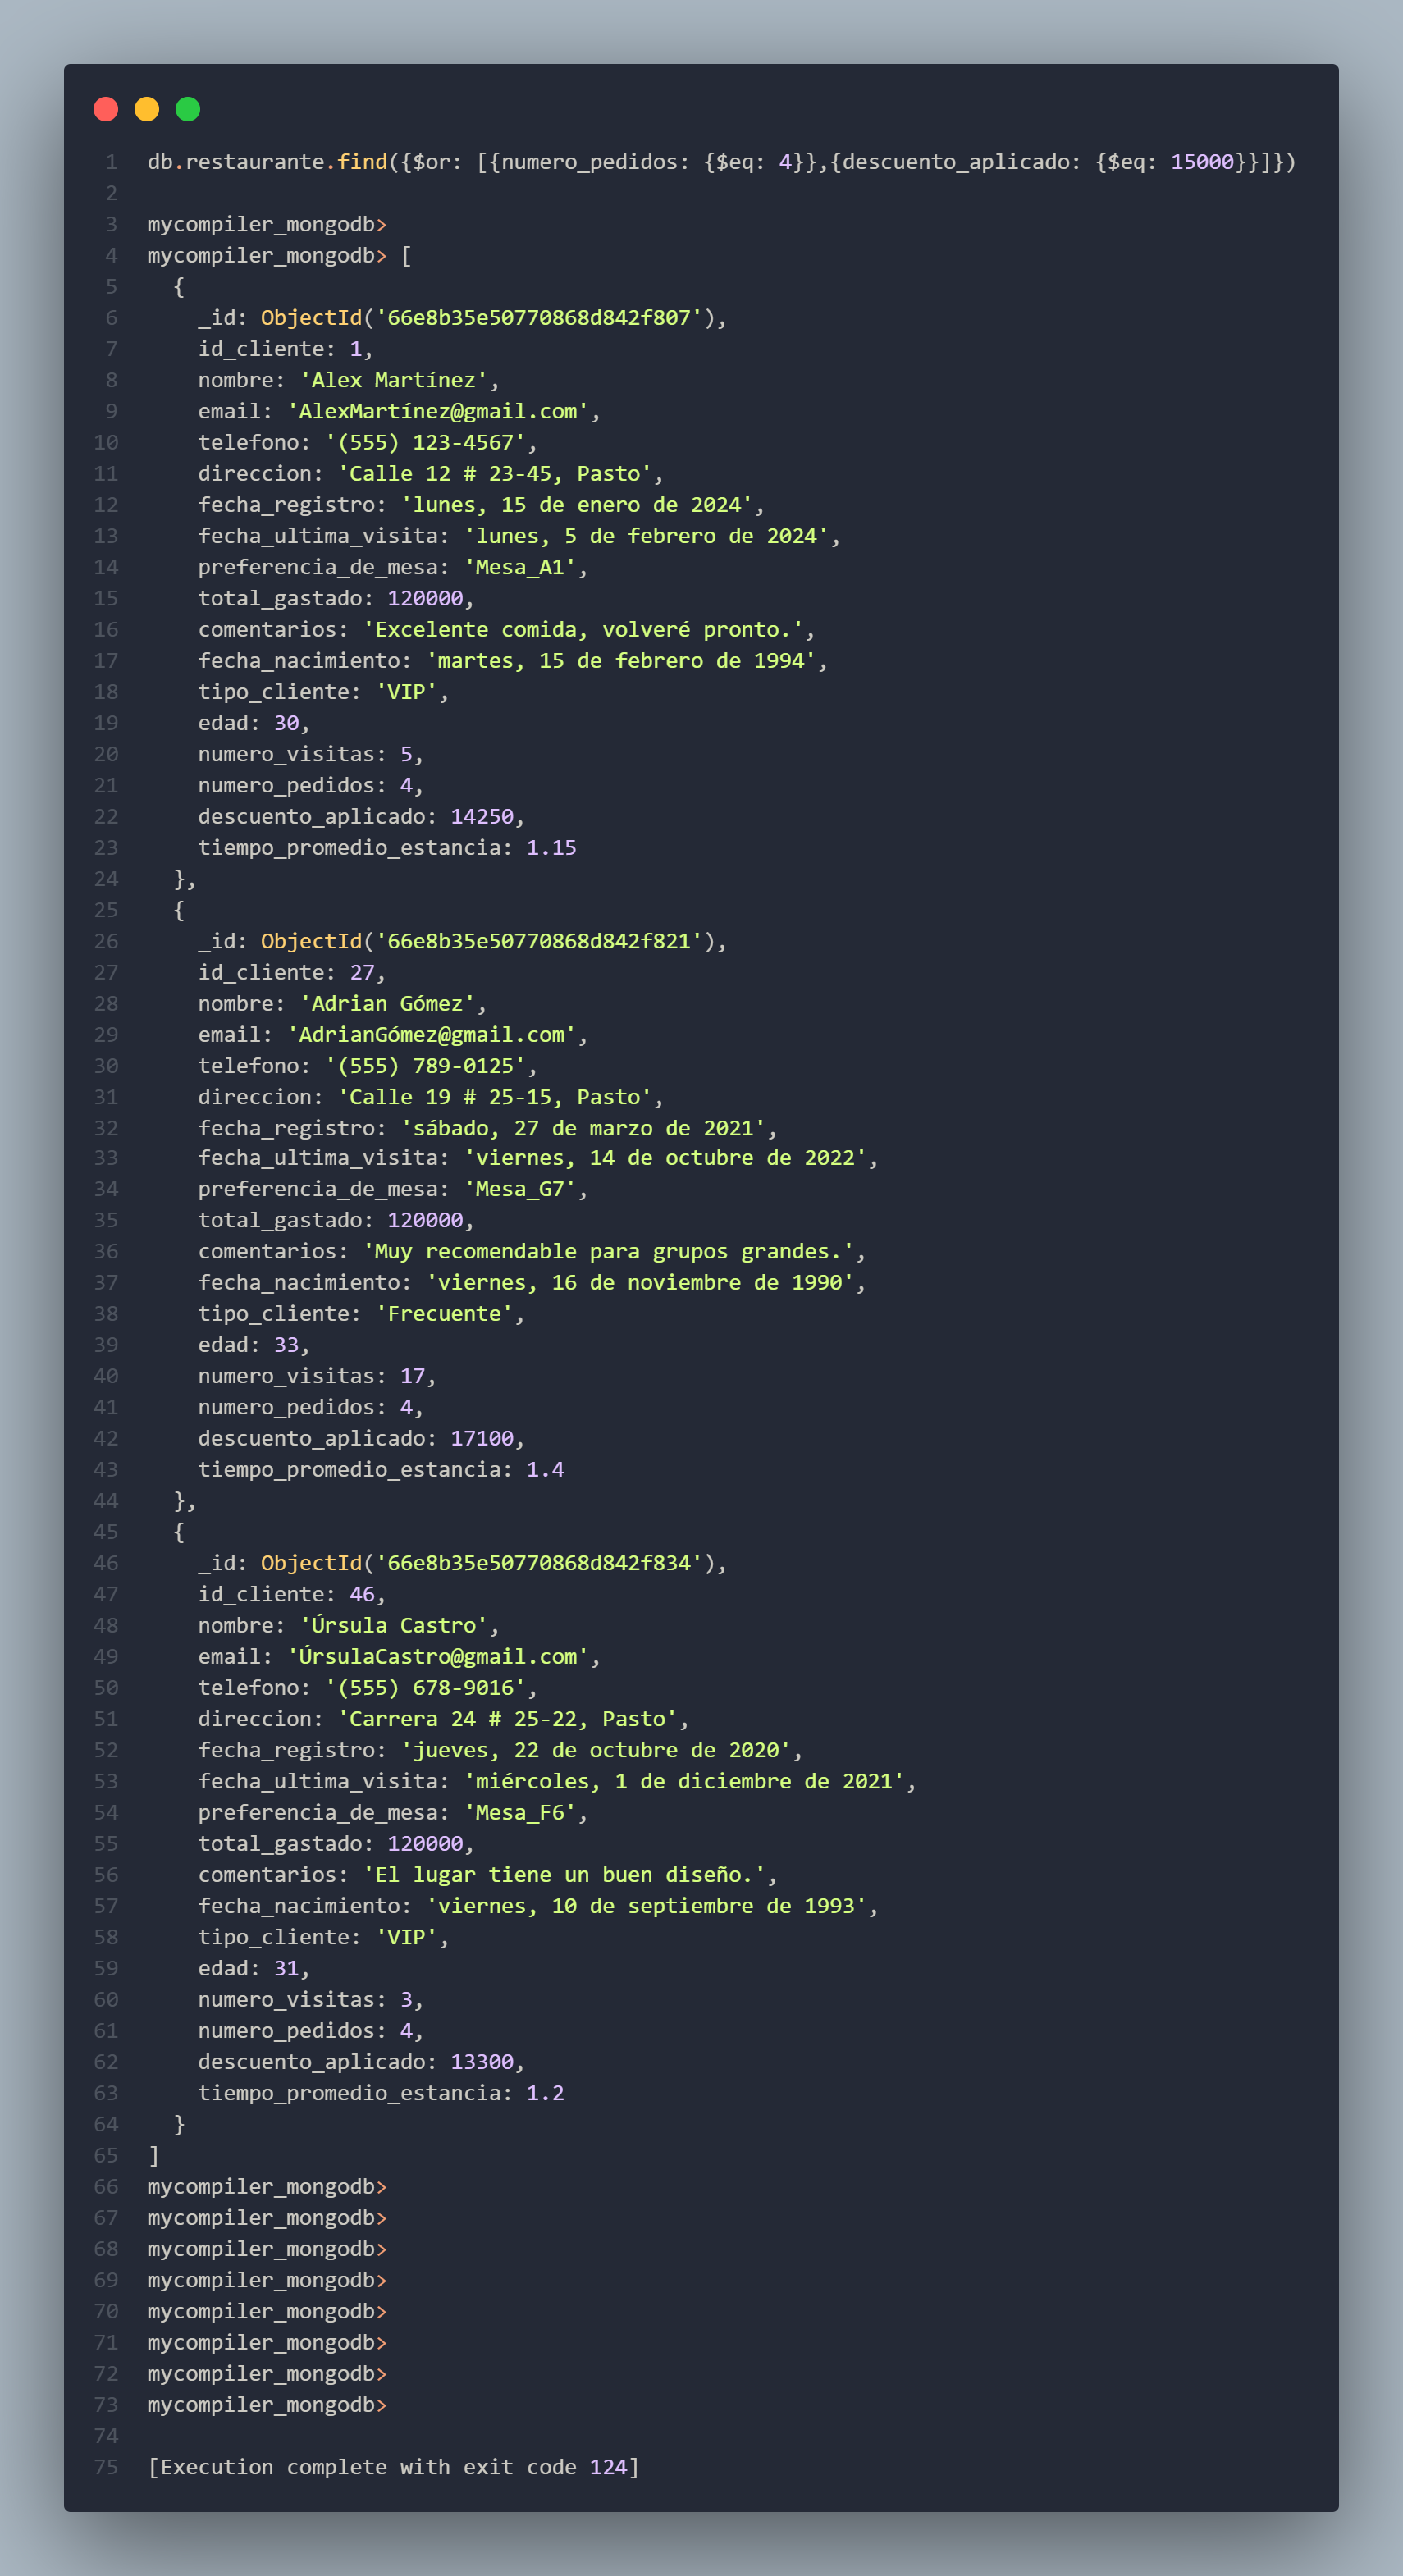 1 db.restaurante.find({$or: [{numero_pedidos: {$eq: 4}},{descuento_aplicado: {$eq: 15000}}]})
2
3 mycompiler_mongodb>
4 mycompiler_mongodb> [
5   {
6     _id: ObjectId('66e8b35e50770868d842f807'),
7     id_cliente: 1,
8     nombre: 'Alex Martínez',
9     email: 'AlexMartínez@gmail.com',
10     telefono: '(555) 123-4567',
11     direccion: 'Calle 12 # 23-45, Pasto',
12     fecha_registro: 'lunes, 15 de enero de 2024',
13     fecha_ultima_visita: 'lunes, 5 de febrero de 2024',
14     preferencia_de_mesa: 'Mesa_A1',
15     total_gastado: 120000,
16     comentarios: 'Excelente comida, volveré pronto.',
17     fecha_nacimiento: 'martes, 15 de febrero de 1994',
18     tipo_cliente: 'VIP',
19     edad: 30,
20     numero_visitas: 5,
21     numero_pedidos: 4,
22     descuento_aplicado: 14250,
23     tiempo_promedio_estancia: 1.15
24   },
25   {
26     _id: ObjectId('66e8b35e50770868d842f821'),
27     id_cliente: 27,
28     nombre: 'Adrian Gómez',
29     email: 'AdrianGómez@gmail.com',
30     telefono: '(555) 789-0125',
31     direccion: 'Calle 19 # 25-15, Pasto',
32     fecha_registro: 'sábado, 27 de marzo de 2021',
33     fecha_ultima_visita: 'viernes, 14 de octubre de 2022',
34     preferencia_de_mesa: 'Mesa_G7',
35     total_gastado: 120000,
36     comentarios: 'Muy recomendable para grupos grandes.',
37     fecha_nacimiento: 'viernes, 16 de noviembre de 1990',
38     tipo_cliente: 'Frecuente',
39     edad: 33,
40     numero_visitas: 17,
41     numero_pedidos: 4,
42     descuento_aplicado: 17100,
43     tiempo_promedio_estancia: 1.4
44   },
45   {
46     _id: ObjectId('66e8b35e50770868d842f834'),
47     id_cliente: 46,
48     nombre: 'Úrsula Castro',
49     email: 'ÚrsulaCastro@gmail.com',
50     telefono: '(555) 678-9016',
51     direccion: 'Carrera 24 # 25-22, Pasto',
52     fecha_registro: 'jueves, 22 de octubre de 2020',
53     fecha_ultima_visita: 'miércoles, 1 de diciembre de 2021',
54     preferencia_de_mesa: 'Mesa_F6',
55     total_gastado: 120000,
56     comentarios: 'El lugar tiene un buen diseño.',
57     fecha_nacimiento: 'viernes, 10 de septiembre de 1993',
58     tipo_cliente: 'VIP',
59     edad: 31,
60     numero_visitas: 3,
61     numero_pedidos: 4,
62     descuento_aplicado: 13300,
63     tiempo_promedio_estancia: 1.2
64   }
65 ]
66 mycompiler_mongodb>
67 mycompiler_mongodb>
68 mycompiler_mongodb>
69 mycompiler_mongodb>
70 mycompiler_mongodb>
71 mycompiler_mongodb>
72 mycompiler_mongodb>
73 mycompiler_mongodb>
74
75 [Execution complete with exit code 124]